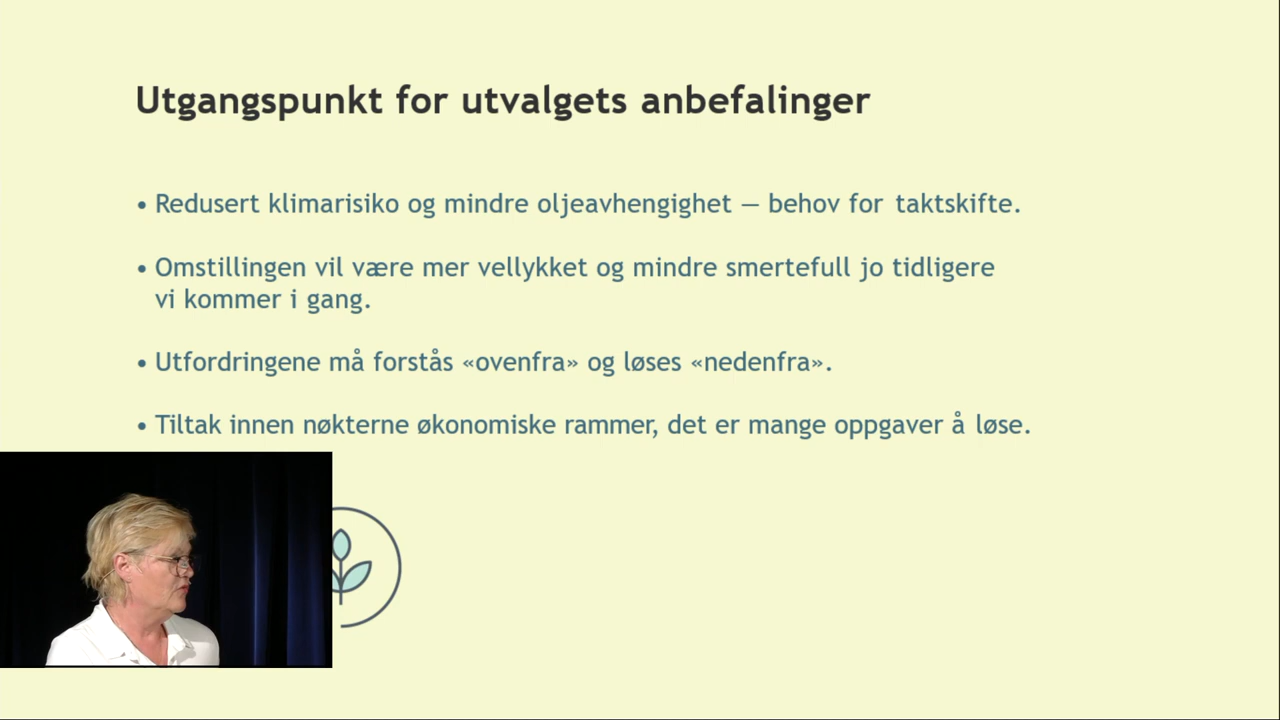 Utgangspunkt for utvalgets anbefalinger
• Redusert klimarisiko og mindre oljeavhengighet — behov for taktskifte.
• Omstillingen vil være mer vellykket og mindre smertefull jo tidligere
vi kommer i gang.
• Utfordringene må forstås «ovenfra» og løses «nedenfra».
• Tiltak innen nøkterne økonomiske rammer, det er mange oppgaver å løse.